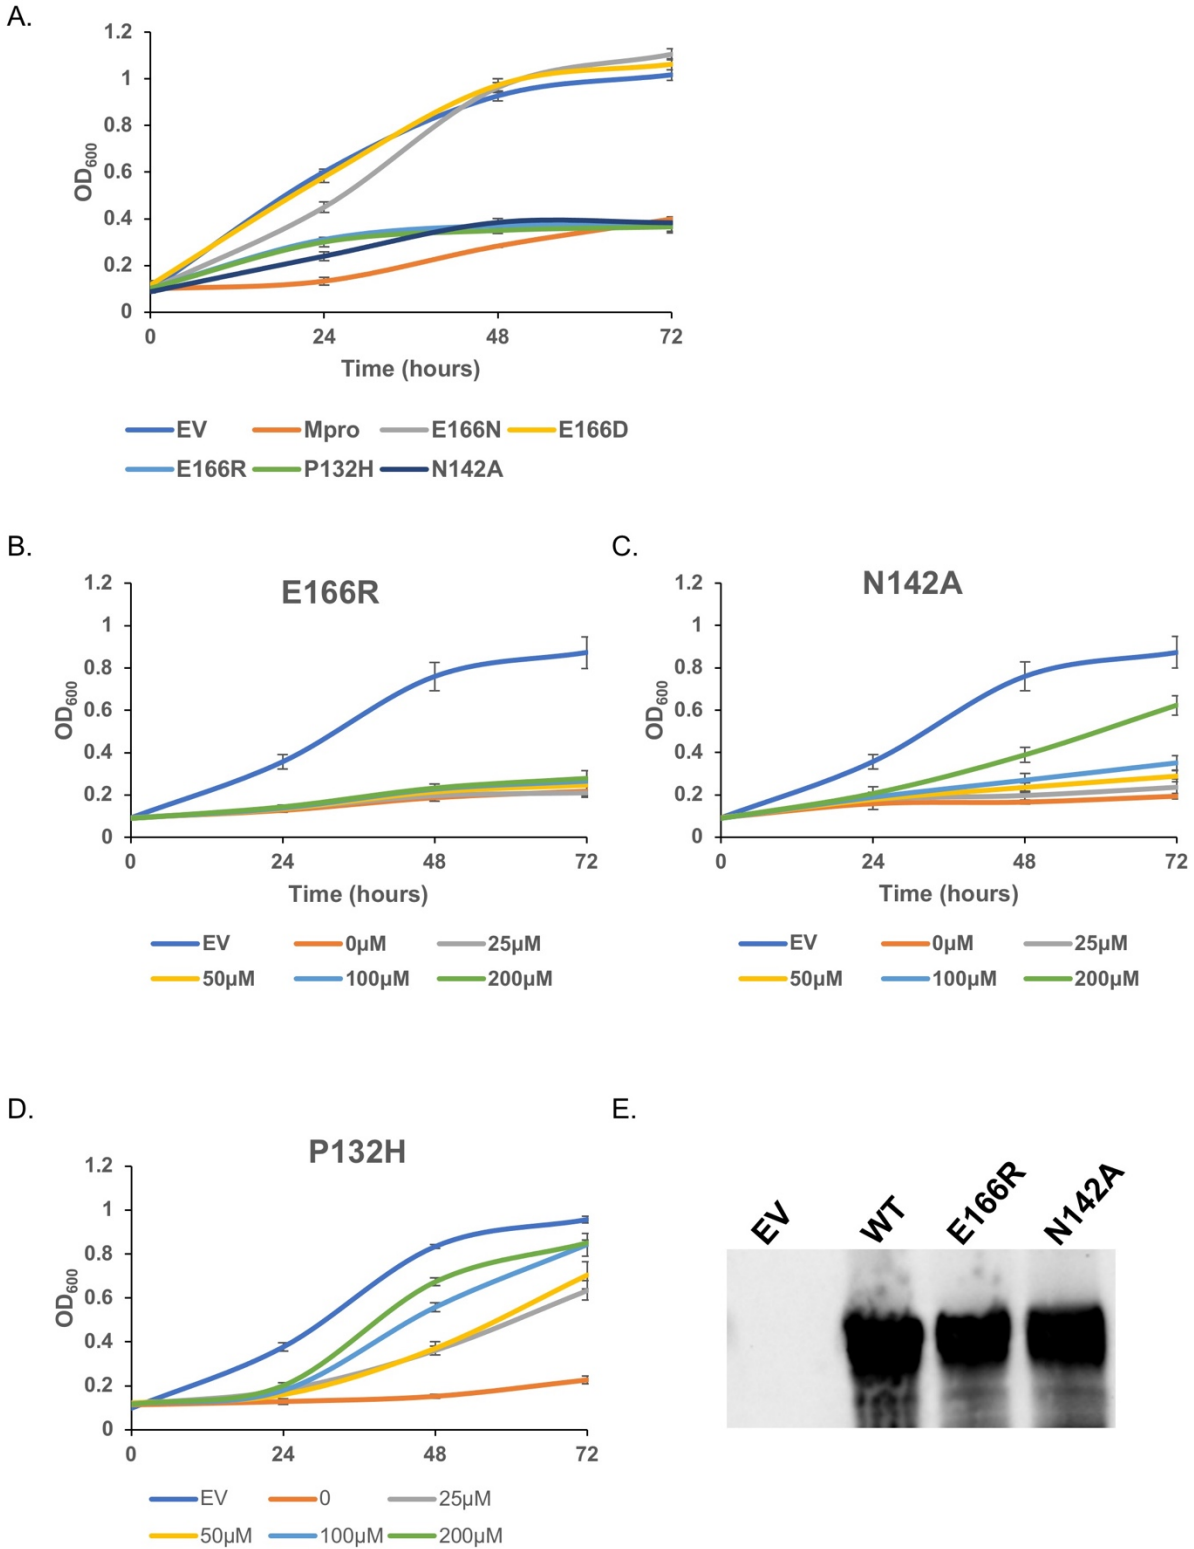 A.
1.2
1
0.8
0.6
0.4
0.2
0
OD600
0 24 48 72
Time (hours)
EV Mpro E166N E166D
E166R P132H N142A
B.
E166R
1.2
1
0.8
0.6
0.4
0.2
0
OD600
0 24 48 72
Time (hours)
EV 0µM 25µM
50µM 100µM 200µM
C.
N142A
1.2
1
0.8
0.6
0.4
0.2
0
OD600
0 24 48 72
Time (hours)
EV 0µM 25µM
50µM 100µM 200µM
D.
P132H
1.2
1
0.8
0.6
0.4
0.2
0
OD600
0 24 48 72
EV 0 25µM
50µM 100µM 200µM
E.
EV WT E166R N142A